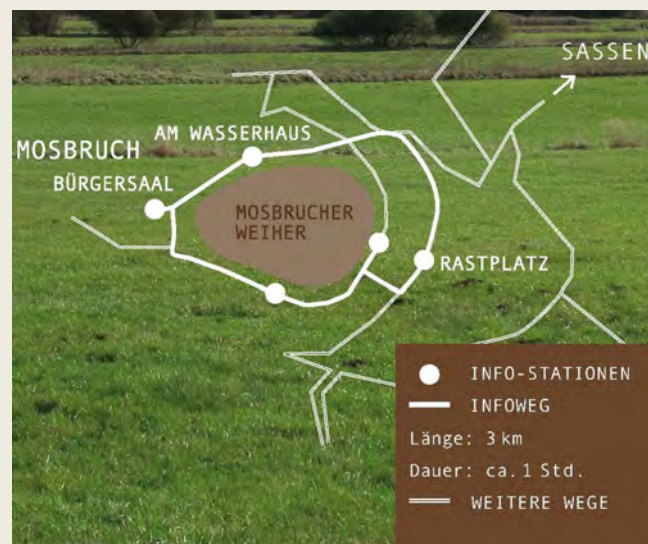 SASSEN
AM WASSERHAUS
MOSBRUCH
BÜRGERSAAL
MOSBRUCHER
WEIHER
RASTPLATZ
INFO-STATIONEN
INFOWEG
Länge: 3 km
Dauer: ca. 1 Std.
WEITERE WEGE